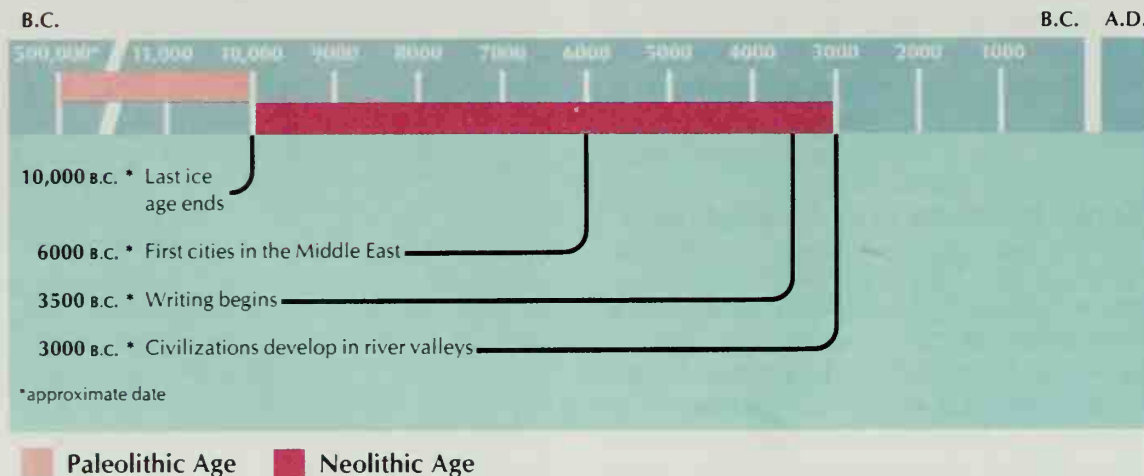 B.C. B.C. A.D.
500,000* 11,000 10,000 9000 8000 7000 6000 5000 4000 3000 2000 1000
10,000 B.C. * Last ice
age ends
6000 B.C. * First cities in the Middle East
3500 B.C. * Writing begins
3000 B.C. * Civilizations develop in river valleys
*approximate date
Paleolithic Age Neolithic Age